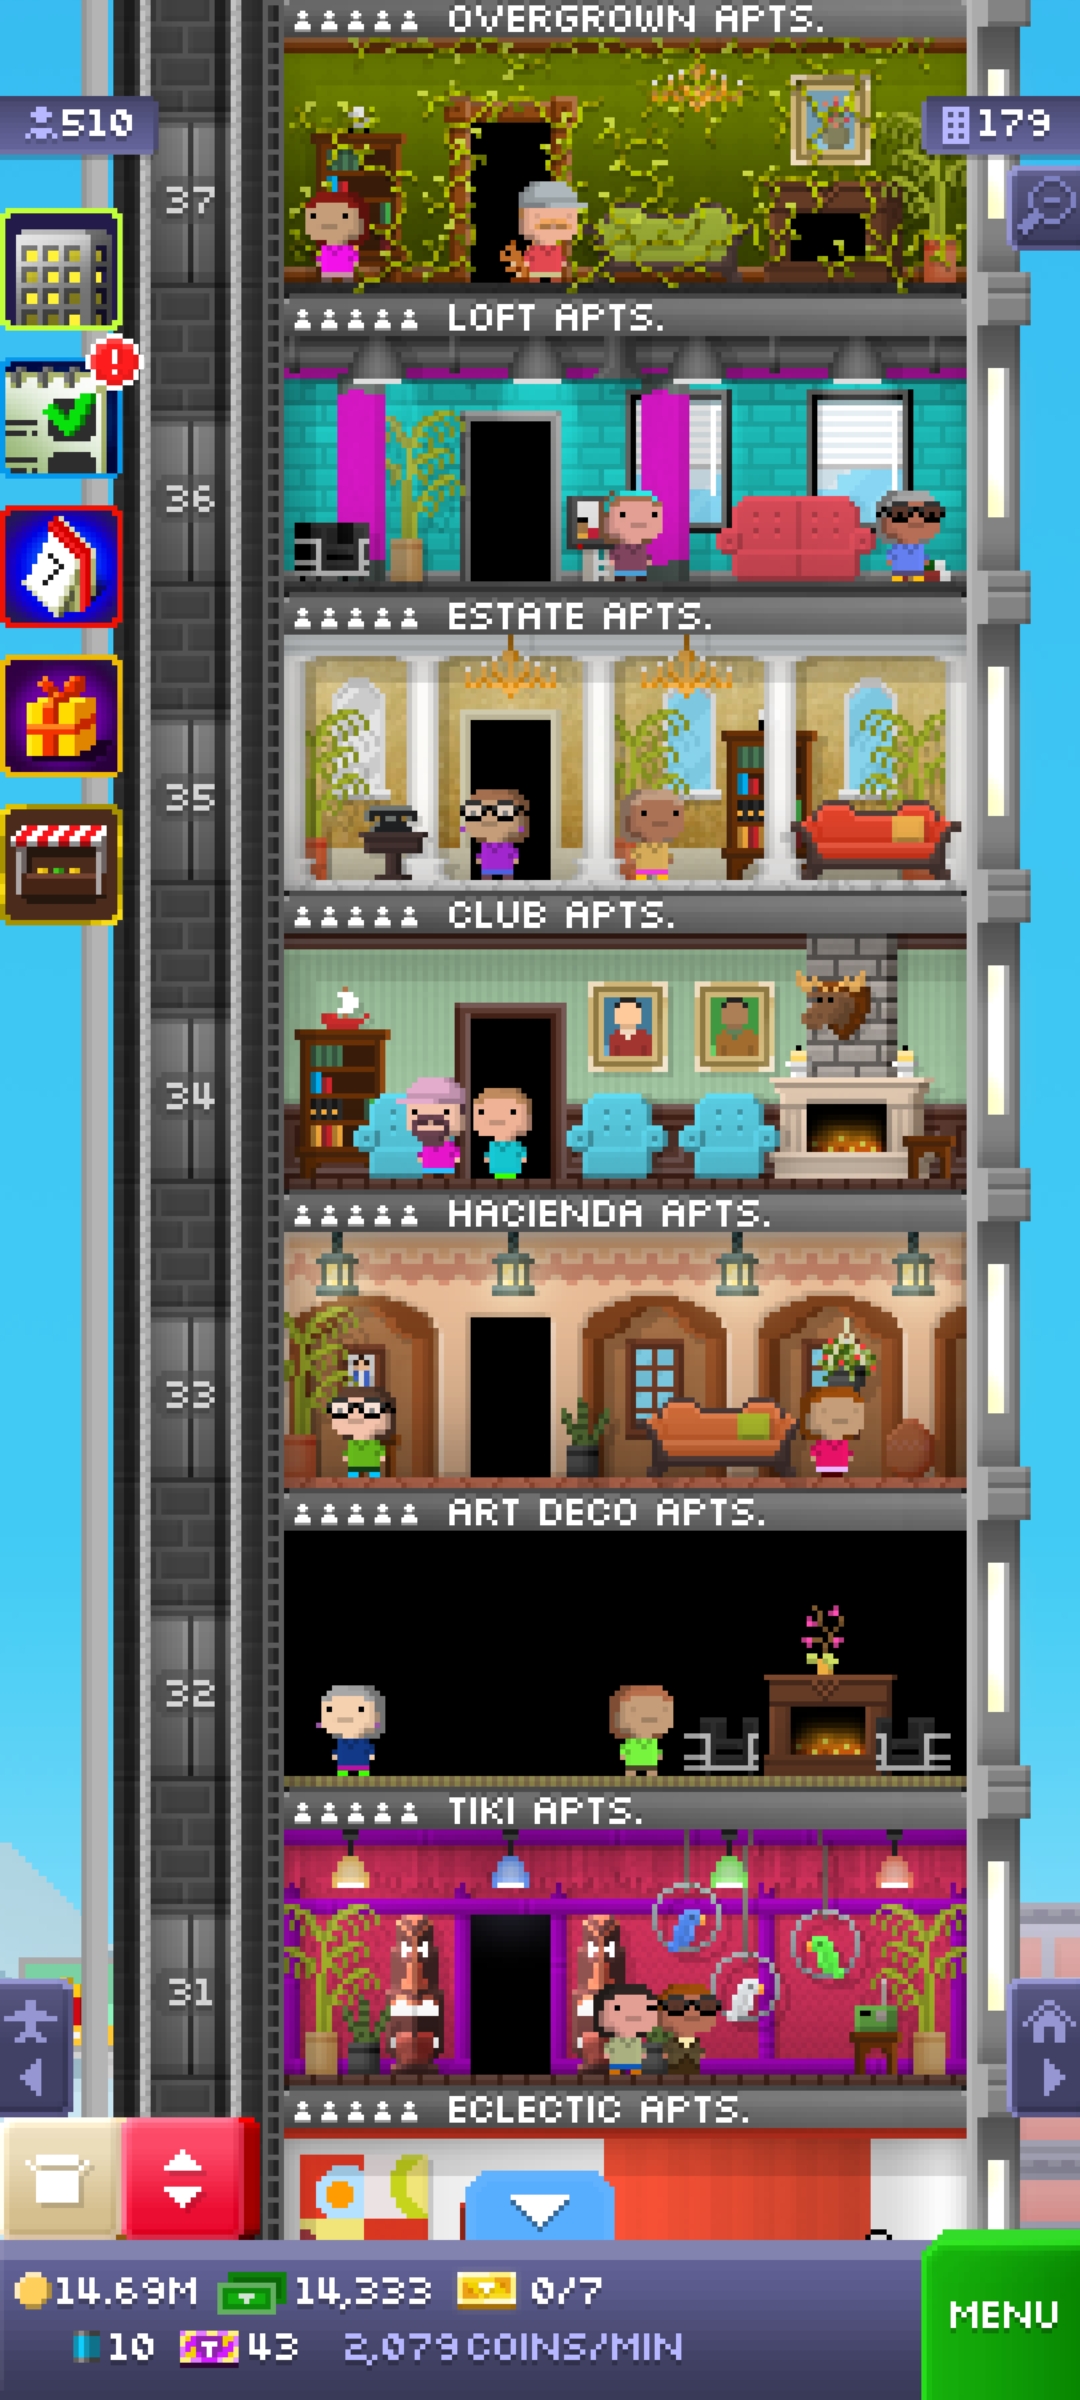 OVERGROWN APTS.
510
179
37
LOFT APTS.
36
7
ESTATE APTS.
35
CLUB APTS.
34
HACIENDA APTS.
33
ART DECO APTS.
32
TIKI APTS.
31
ECLECTIC APTS.
14.69M 14,333 0/7
10 43 2,079 COINS/MIN
MENU